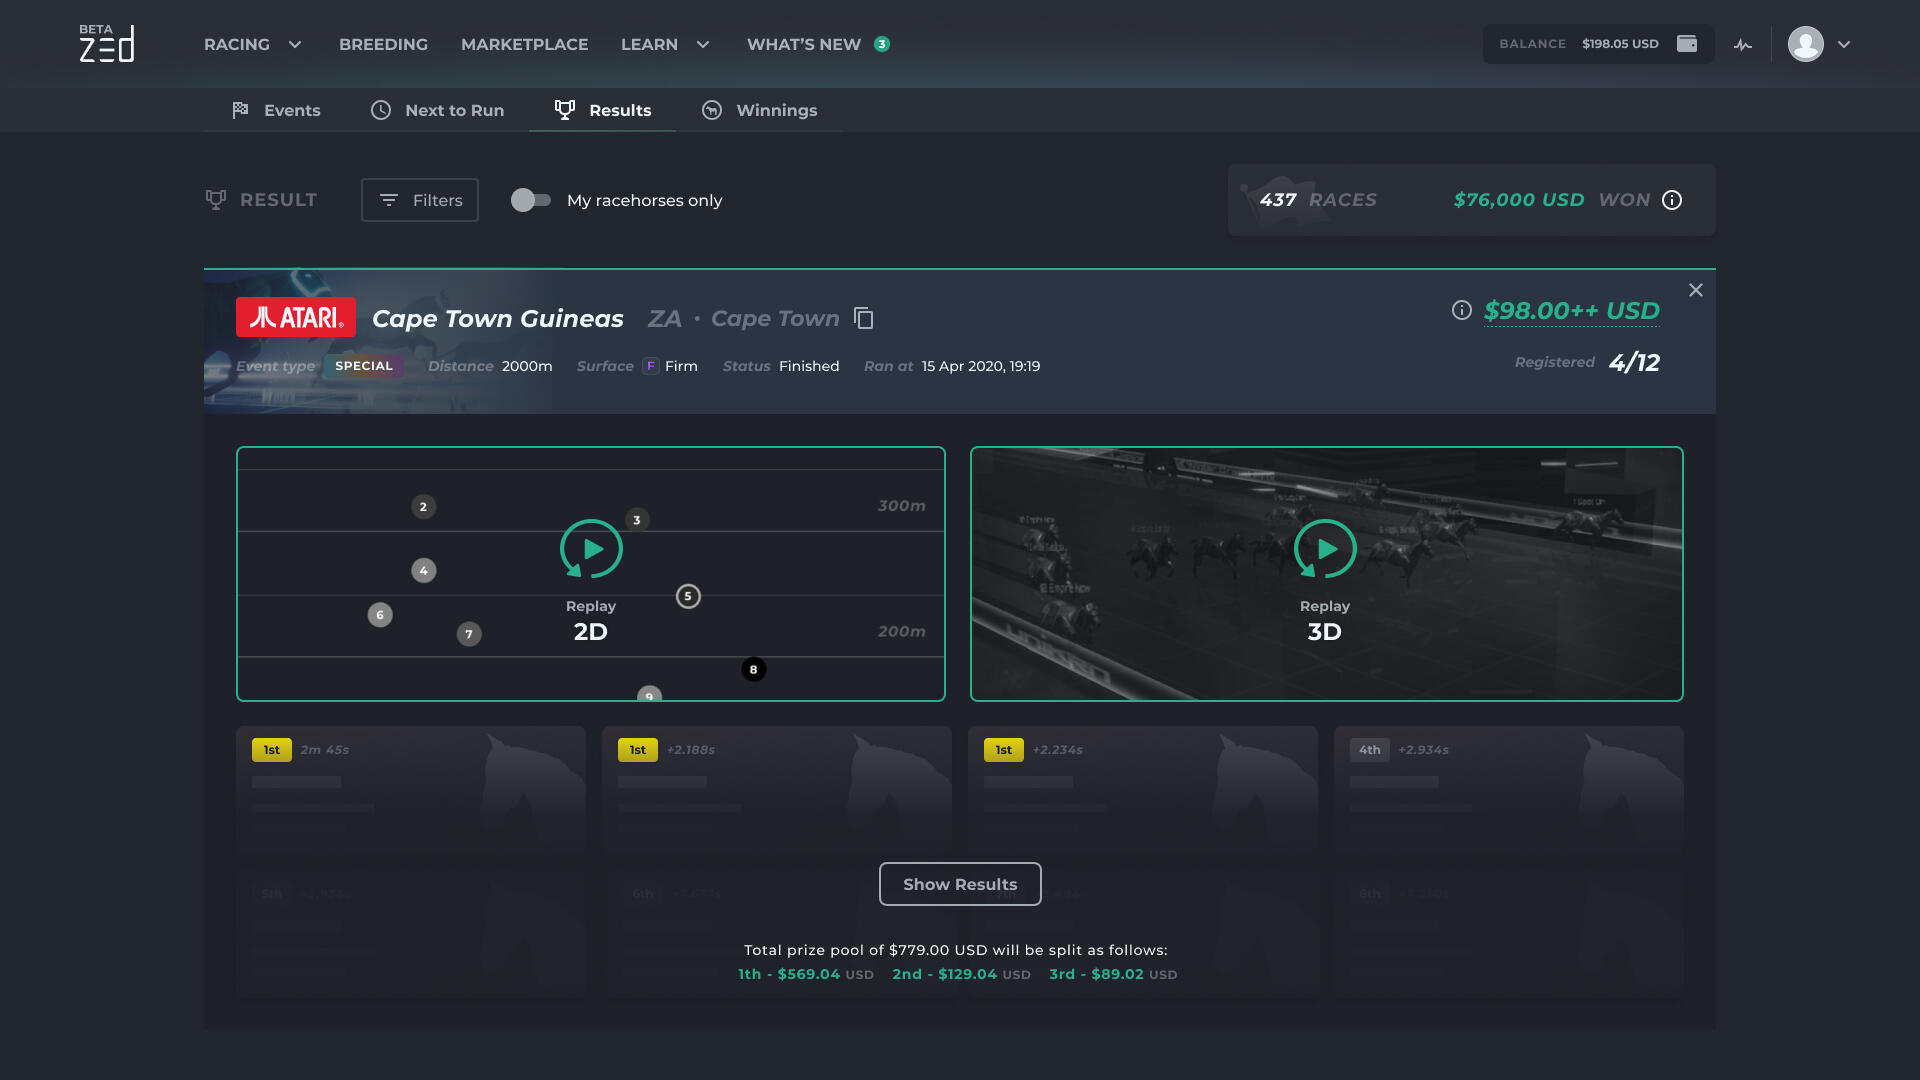 BETA
zed
RACING
BREEDING
MARKETPLACE
LEARN
WHAT'S NEW 3
BALANCE $198.05 USD
Events
Next to Run
Results
Winnings
RESULT
Filters
My racehorses only
437 RACES
$76,000 USD WON
ATARI
Cape Town Guineas
ZA · Cape Town
$98.00++ USD
Event type SPECIAL
Distance 2000m
Surface F Firm
Status Finished
Ran at 15 Apr 2020, 19:19
Registered 4/12
300m
200m
2
3
4
5
6
7
8
9
Replay
2D
Replay
3D
1st 2m 45s
1st +2.188s
1st +2.234s
4th +2.934s
5th
6th
8th
Show Results
Total prize pool of $779.00 USD will be split as follows:
1th - $569.04 USD 2nd - $129.04 USD 3rd - $89.02 USD